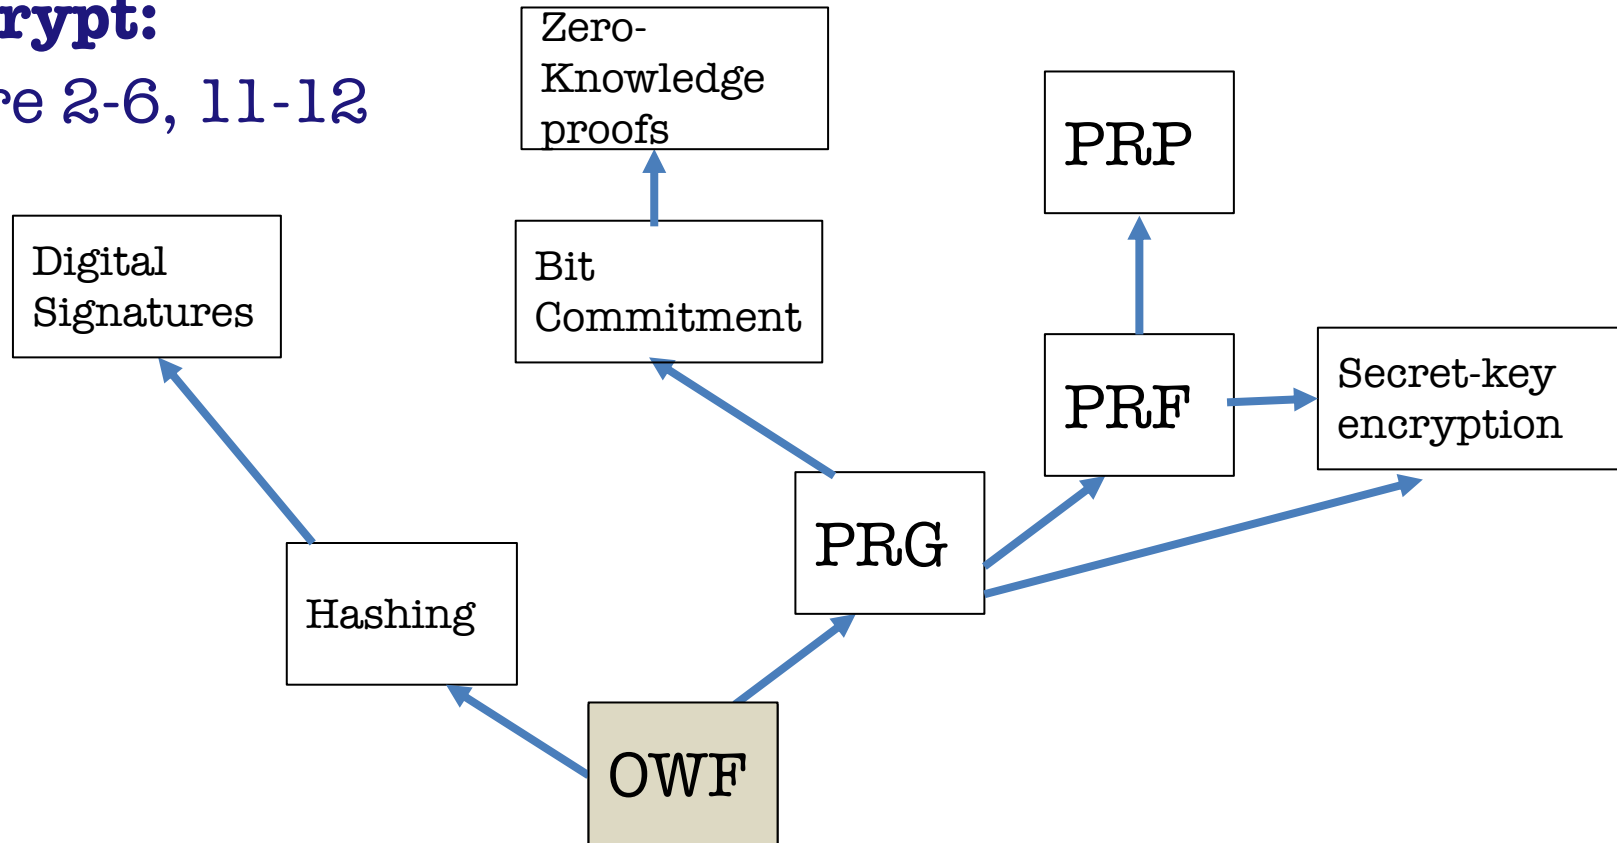 rypt:
re 2-6, 11-12
Zero-
Knowledge
proofs
PRP
Digital
Signatures
Bit
Commitment
PRF
Secret-key
encryption
PRG
Hashing
OWF